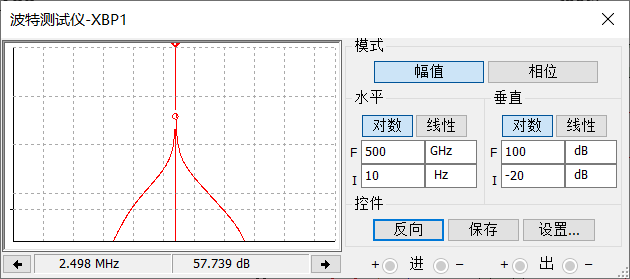 波特测试仪-XBP1
模式
幅值 相位
水平 垂直
对数 线性 对数 线性
F 500 GHz F 100 dB
I 10 Hz I -20 dB
控件
反向 保存 设置...
2.498 MHz 57.739 dB
+ 进 − + 出 −